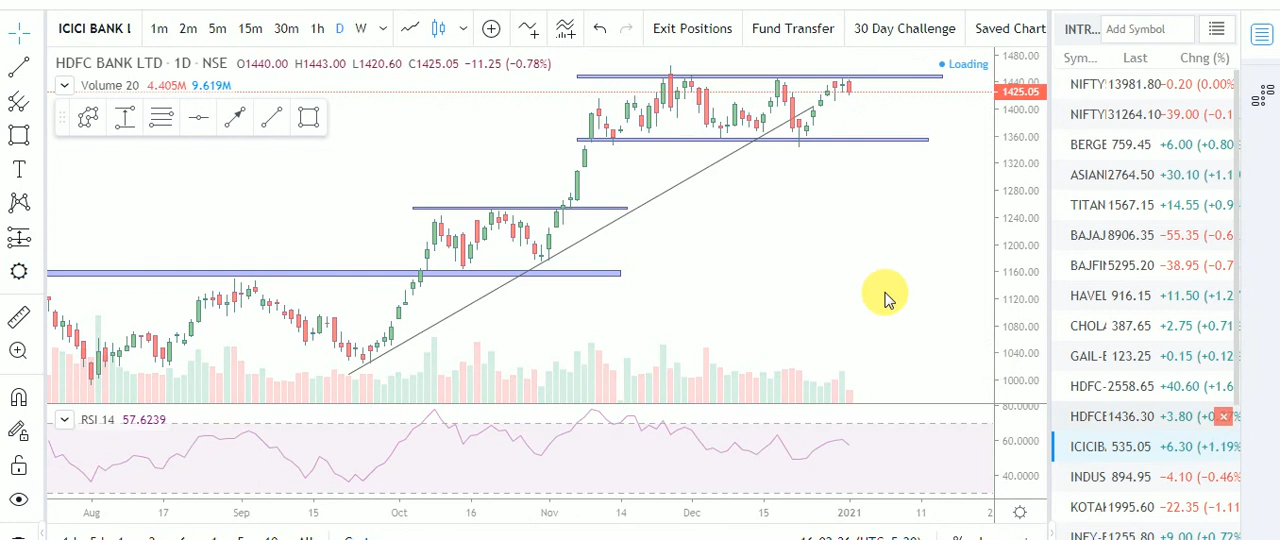 ICICI BANK L 1m 2m 5m 15m 30m 1h D W Exit Positions Fund Transfer 30 Day Challenge Saved Chart INTR... Add Symbol
HDFC BANK LTD · 1D · NSE O1440.00 H1443.00 L1420.60 C1425.05 −11.25 (−0.78%)
Loading
Volume 20 4.405M 9.619M
T
1480.00
1440.00
1425.05
1400.00
1360.00
1320.00
1280.00
1240.00
1200.00
1160.00
1120.00
1080.00
1040.00
1000.00
RSI 14 57.6239
80.0000
60.0000
40.0000
Aug 17 Sep 15 Oct 16 Nov 14 Dec 15 2021 11 2
Sym... Last Chng (%)
NIFTY 13981.80 −0.20 (0.00%
NIFTY 31264.10 −39.00 (−0.1
BERGE 759.45 +6.00 (+0.80
ASIAN 2764.50 +30.10 (+1.1
TITAN 1567.15 +14.55 (+0.9
BAJAJ 8906.35 −55.35 (−0.6
BAJFI 5295.20 −38.95 (−0.7
HAVEL 916.15 +11.50 (+1.2
CHOL 387.65 +2.75 (+0.71
GAIL-E 123.25 +0.15 (+0.12
HDFC- 2558.65 +40.60 (+1.6
HDFCE 1436.30 +3.80
ICICIB. 535.05 +6.30 (+1.19%
INDUS 894.95 −4.10 (−0.46%
KOTAK 1995.60 −22.35 (−1.11